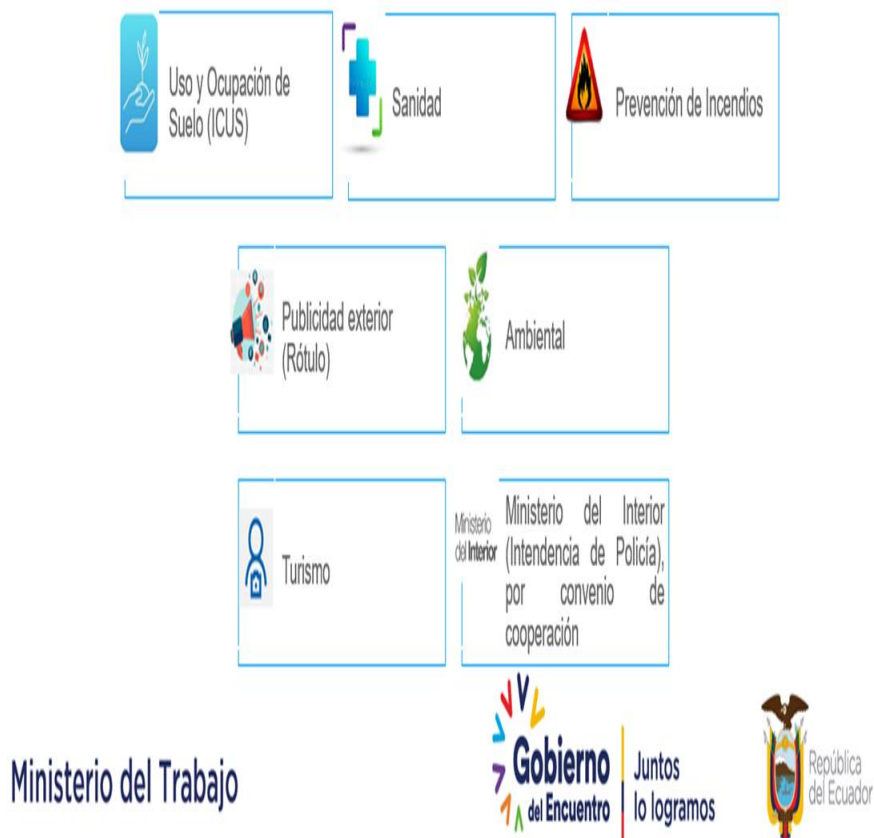 Uso y Ocupación de
Suelo (ICUS)
Sanidad
Prevención de Incendios
Publicidad exterior
(Rótulo)
Ambiental
Turismo
Ministerio
del Interior
Ministerio del Interior
(Intendencia de Policía),
por convenio de
cooperación
Ministerio del Trabajo
Gobierno
del Encuentro
Juntos
lo logramos
República
del Ecuador